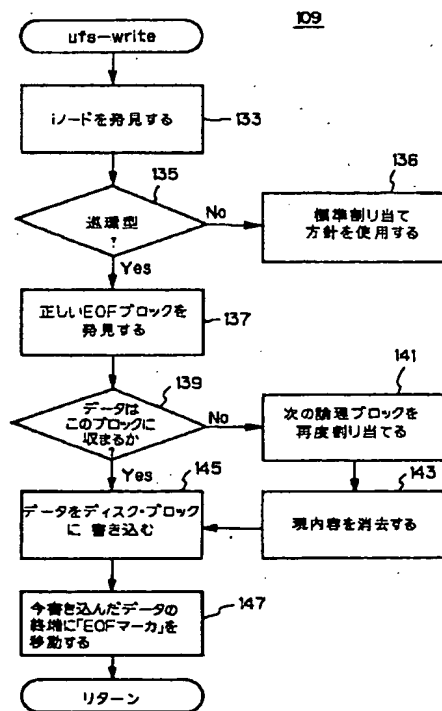 109
ufs-write
iノードを発見する
133
135
巡環型
?
No
136
標準割り当て
方針を使用する
Yes
正しいEOFブロックを
発見する
137
139
データは
このブロックに
収まるか
?
No
141
次の論理ブロックを
再度割り当てる
Yes
143
現内容を消去する
145
データをディスク・ブロック
に書き込む
147
今書き込んだデータの
終端に「EOFマーカ」を
移動する
リターン